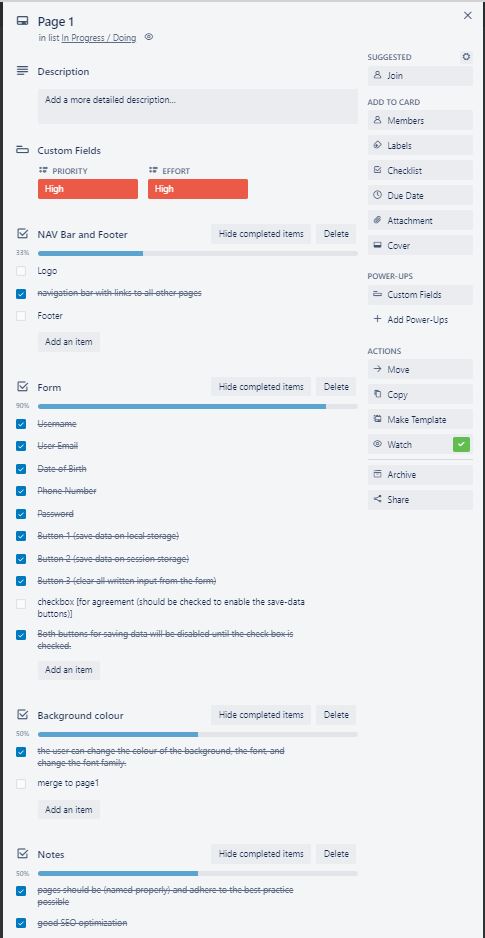 Page 1
in list In Progress / Doing
Description
Add a more detailed description...
Custom Fields
PRIORITY
EFFORT
High
High
NAV Bar and Footer
Hide completed items
Delete
33%
Logo
navigation bar with links to all other pages
Footer
Add an item
Form
Hide completed items
Delete
90%
Username
User Email
Date of Birth
Phone Number
Password
Button 1 (save data on local storage)
Button 2 (save data on session storage)
Button 3 (clear all written input from the form)
checkbox [for agreement (should be checked to enable the save-data
buttons)]
Both buttons for saving data will be disabled until the check box is
checked.
Add an item
Background colour
Hide completed items
Delete
50%
the user can change the colour of the background, the font, and
change the font family.
merge to page1
Add an item
Notes
Hide completed items
Delete
50%
pages should be (named properly) and adhere to the best practice
possible
good SEO optimization
SUGGESTED
Join
ADD TO CARD
Members
Labels
Checklist
Due Date
Attachment
Cover
POWER-UPS
Custom Fields
Add Power-Ups
ACTIONS
Move
Copy
Make Template
Watch
Archive
Share